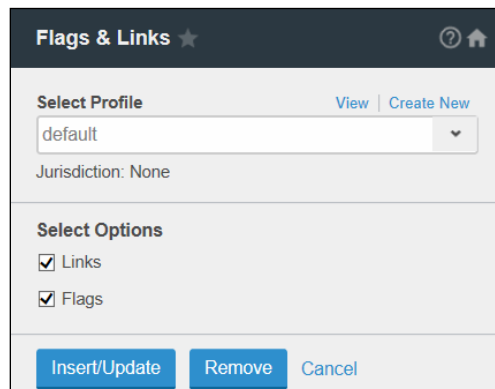 Flags & Links
Select Profile View | Create New
default
Jurisdiction: None
Select Options
Links
Flags
Insert/Update Remove Cancel